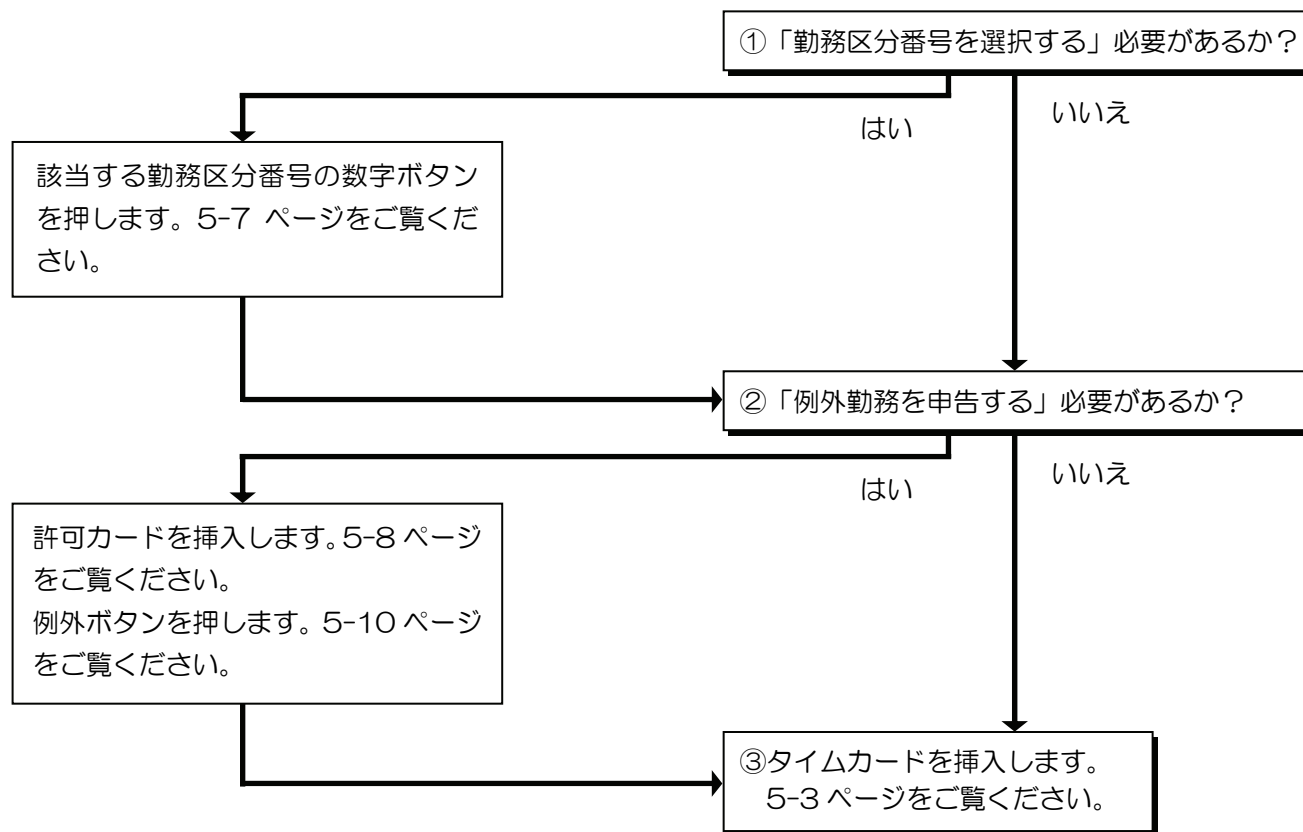 ①「勤務区分番号を選択する」必要があるか？
はい
いいえ
該当する勤務区分番号の数字ボタン
を押します。5-7 ページをご覧くだ
さい。
②「例外勤務を申告する」必要があるか？
はい
いいえ
許可カードを挿入します。5-8 ページ
をご覧ください。
例外ボタンを押します。5-10 ページ
をご覧ください。
③タイムカードを挿入します。
5-3 ページをご覧ください。